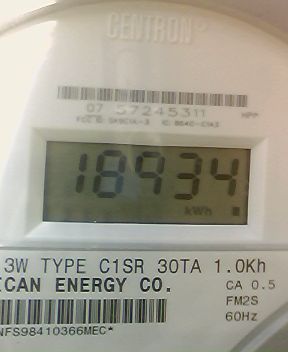 CENTRON®
07 57245311 MPP
18934
kWh
3W TYPE C1SR 30TA 1.0Kh
ICAN ENERGY CO. CA 0.5
FM2S
NFS98410366MEC* 60Hz